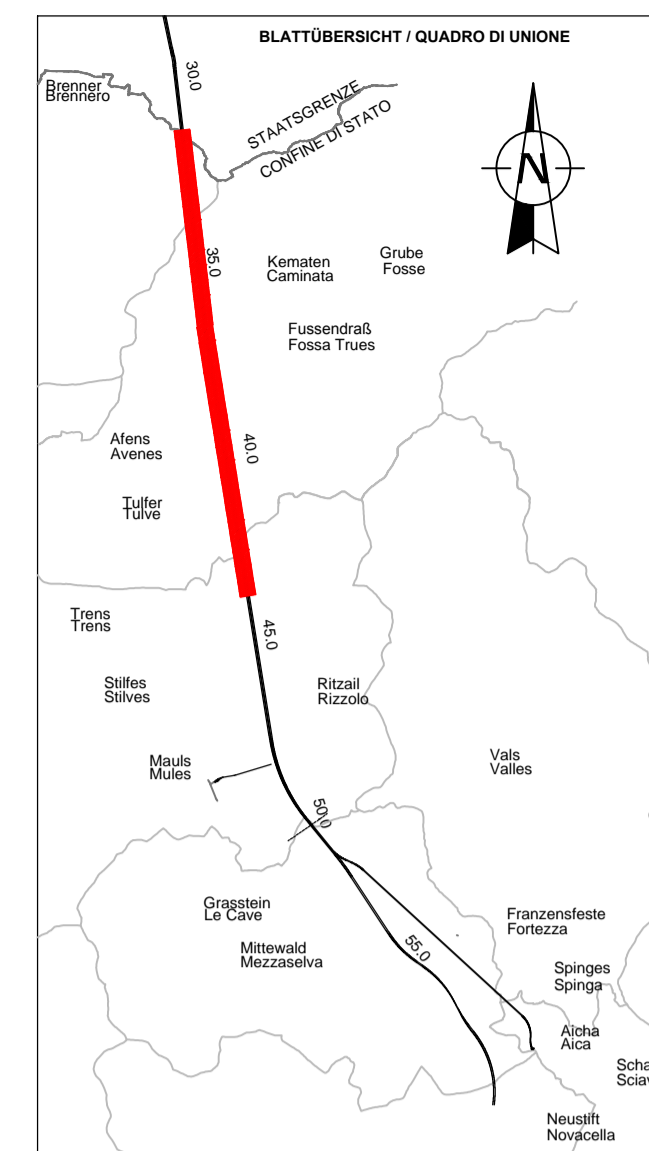 BLATTÜBERSICHT / QUADRO DI UNIONE
30.0
Brenner
Brennero
STAATSGRENZE
CONFINE DI STATO
N
35.0
Kematen
Caminata
Grube
Fosse
Fussendraß
Fossa Trues
40.0
Afens
Avenes
Tulfer
Tulve
45.0
Trens
Trens
Stilfes
Stilves
Ritzail
Rizzolo
Mauls
Mules
Vals
Valles
50.0
Grasstein
Le Cave
Mittewald
Mezzaselva
55.0
Franzensfeste
Fortezza
Spinges
Spinga
Aicha
Aica
Scha
Sciav
Neustift
Novacella